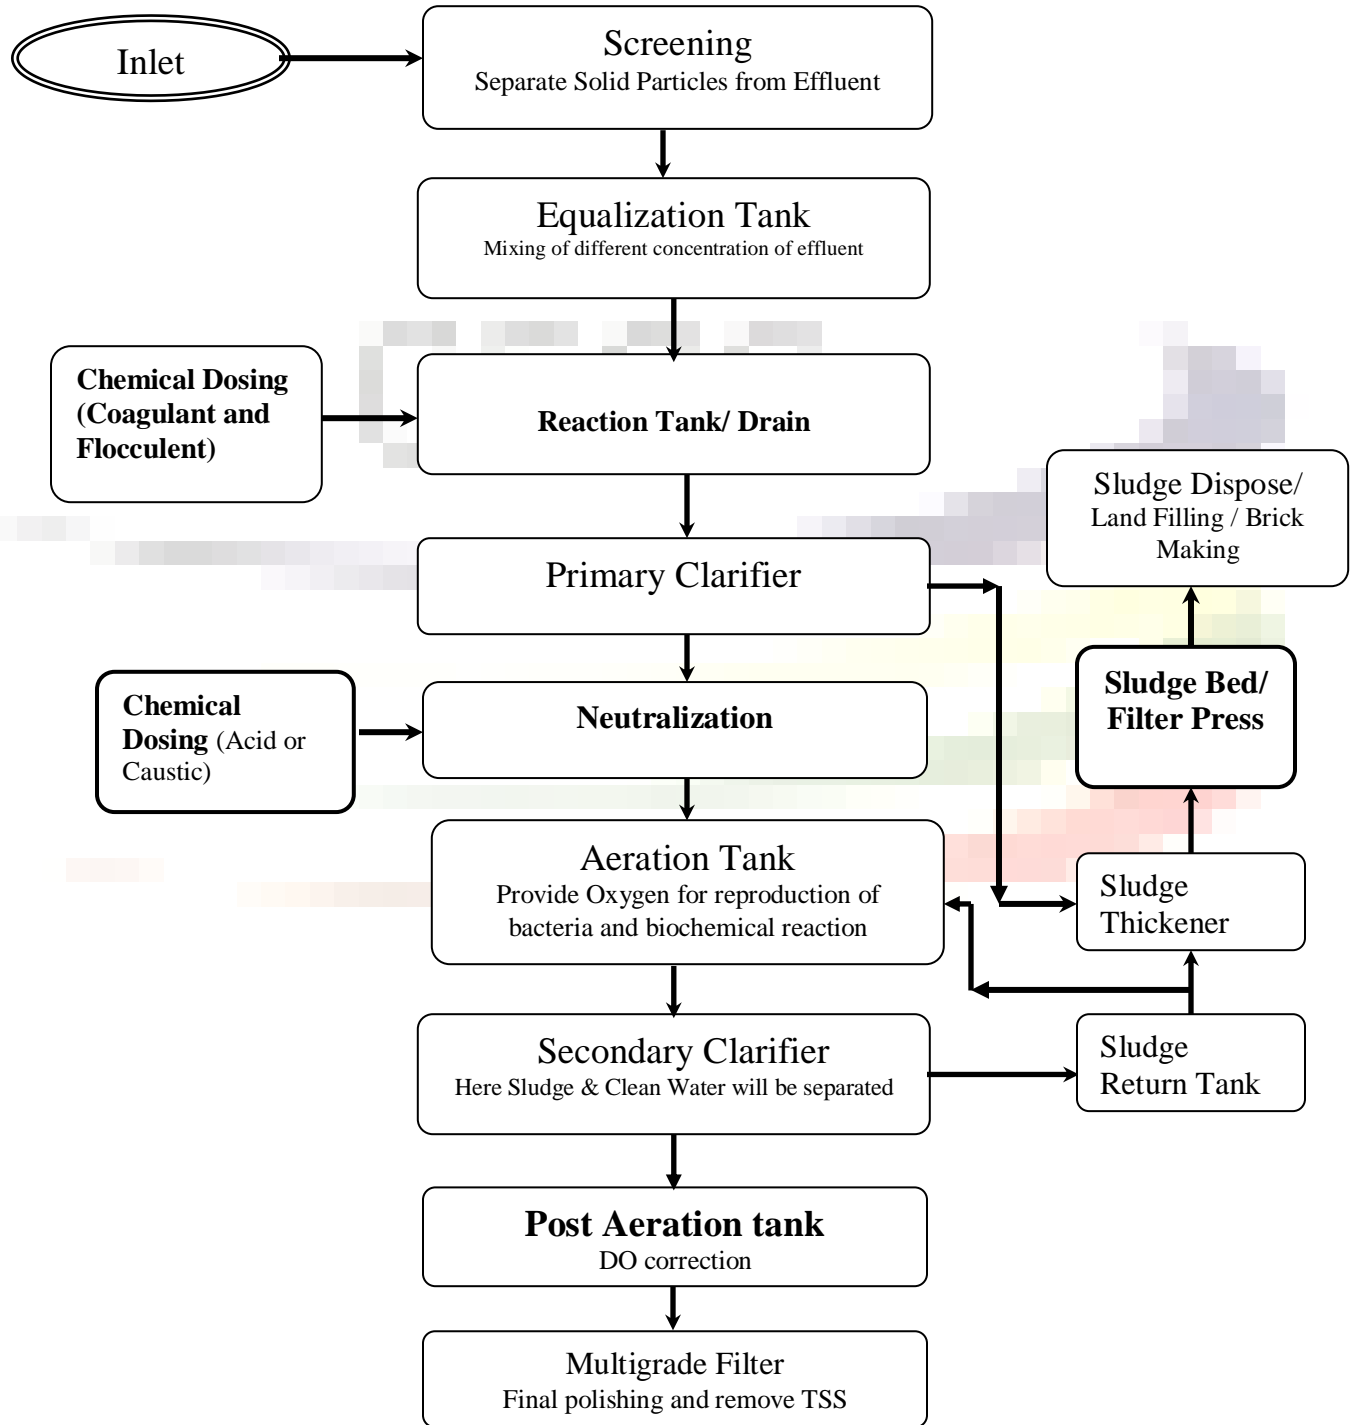 Inlet
Screening
Separate Solid Particles from Effluent
Equalization Tank
Mixing of different concentration of effluent
Chemical Dosing
(Coagulant and
Flocculent)
Reaction Tank/ Drain
Sludge Dispose/
Land Filling / Brick
Making
Primary Clarifier
Sludge Bed/
Filter Press
Chemical
Dosing (Acid or
Caustic)
Neutralization
Aeration Tank
Provide Oxygen for reproduction of
bacteria and biochemical reaction
Sludge
Thickener
Secondary Clarifier
Here Sludge & Clean Water will be separated
Sludge
Return Tank
Post Aeration tank
DO correction
Multigrade Filter
Final polishing and remove TSS